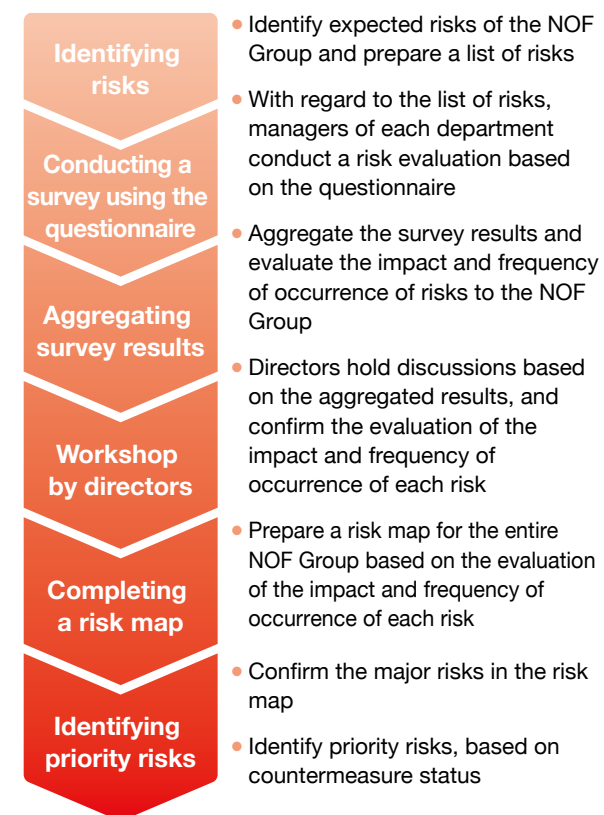 Identifying
risks
• Identify expected risks of the NOF
Group and prepare a list of risks
Conducting a
survey using the
questionnaire
• With regard to the list of risks,
managers of each department
conduct a risk evaluation based
on the questionnaire
Aggregating
survey results
• Aggregate the survey results and
evaluate the impact and frequency
of occurrence of risks to the NOF
Group
Workshop
by directors
• Directors hold discussions based
on the aggregated results, and
confirm the evaluation of the
impact and frequency of
occurrence of each risk
Completing
a risk map
• Prepare a risk map for the entire
NOF Group based on the evaluation
of the impact and frequency of
occurrence of each risk
Identifying
priority risks
• Confirm the major risks in the risk
map
• Identify priority risks, based on
countermeasure status